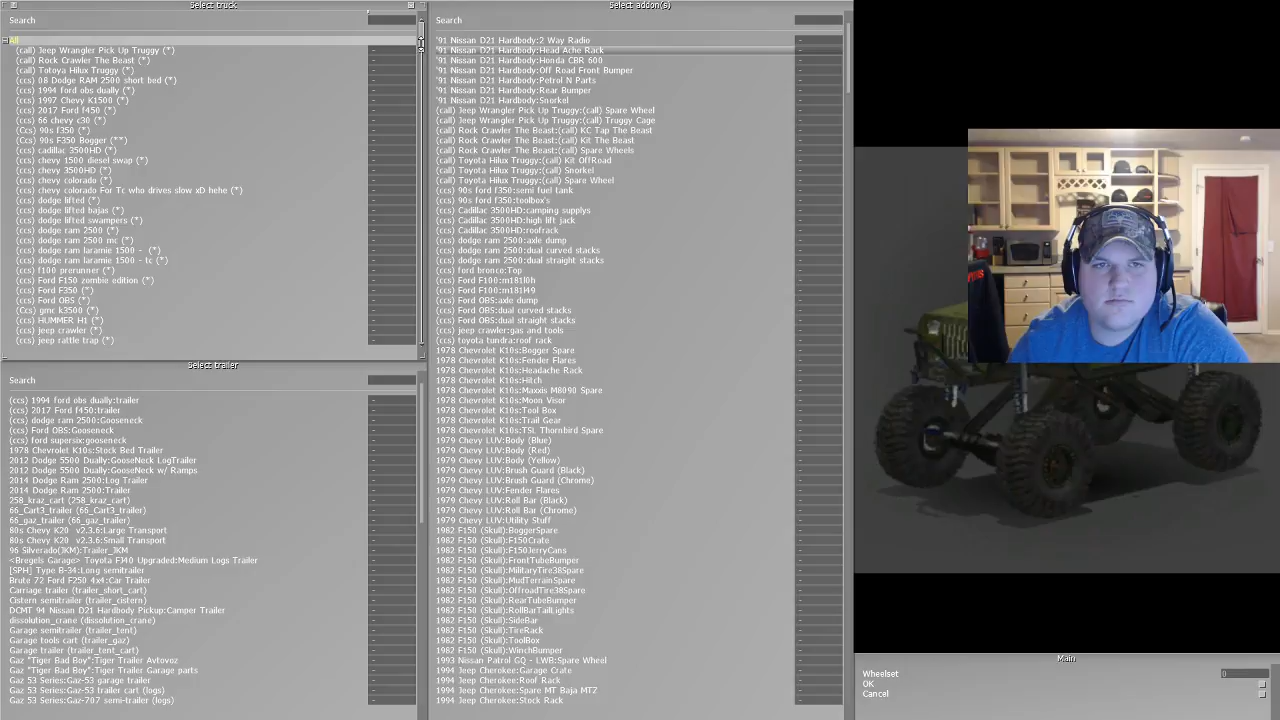 Select truck
Search
All
(call) Jeep Wrangler Pick Up Truggy (*)
(call) Rock Crawler The Beast (*)
(call) Totoya Hilux Truggy (*)
(ccs) 08 Dodge RAM 2500 short bed (*)
(ccs) 1994 ford obs dually (*)
(ccs) 1997 Chevy K1500 (*)
(ccs) 2017 Ford f450 (*)
(ccs) 66 chevy c30 (*)
(Ccs) 90s f350 (*)
(ccs) 90s F350 Bogger (**)
(ccs) cadillac 3500HD (*)
(ccs) chevy 1500 diesel swap (*)
(ccs) chevy 3500HD (*)
(ccs) chevy colorado (*)
(ccs) chevy colorado For Tc who drives slow xD hehe (*)
(ccs) dodge lifted (*)
(ccs) dodge lifted bajas (*)
(ccs) dodge lifted swampers (*)
(ccs) dodge ram 2500 (*)
(ccs) dodge ram 2500 mc (*)
(ccs) dodge ram laramie 1500 - (*)
(ccs) dodge ram laramie 1500 - tc (*)
(ccs) f100 prerunner (*)
(ccs) Ford F150 zombie edition (*)
(ccs) Ford F350 (*)
(ccs) Ford OBS (*)
(ccs) gmc k3500 (*)
(ccs) HUMMER H1 (*)
(ccs) jeep crawler (*)
(ccs) jeep rattle trap (*)
Select trailer
Search
(ccs) 1994 ford obs dually:trailer
(ccs) 2017 Ford f450:trailer
(ccs) dodge ram 2500:Gooseneck
(ccs) Ford OBS:Gooseneck
(ccs) ford supersix:gooseneck
1978 Chevrolet K10s:Stock Bed Trailer
2012 Dodge 5500 Dually:GooseNeck LogTrailer
2012 Dodge 5500 Dually:GooseNeck w/ Ramps
2014 Dodge Ram 2500:Log Trailer
2014 Dodge Ram 2500:Trailer
258_kraz_cart (258_kraz_cart)
66_Cart3_trailer (66_Cart3_trailer)
66_gaz_trailer (66_gaz_trailer)
80s Chevy K20 v2.3.6:Large Transport
80s Chevy K20 v2.3.6:Small Transport
96 Silverado(JKM):Trailer_JKM
<Bregels Garage> Toyota FJ40 Upgraded:Medium Logs Trailer
[SPH] Type B-34:Long semitrailer
Brute 72 Ford F250 4x4:Car Trailer
Carriage trailer (trailer_short_cart)
Cistern semitrailer (trailer_cistern)
DCMT 94 Nissan D21 Hardbody Pickup:Camper Trailer
dissolution_crane (dissolution_crane)
Garage semitrailer (trailer_tent)
Garage tools cart (trailer_gaz)
Garage trailer (trailer_tent_cart)
Gaz "Tiger Bad Boy":Tiger Trailer Avtovoz
Gaz "Tiger Bad Boy":Tiger Trailer Garage parts
Gaz 53 Series:Gaz-53 garage trailer
Gaz 53 Series:Gaz-53 trailer cart (logs)
Gaz 53 Series:Gaz-70? semi-trailer (logs)
Select addon(s)
Search
'91 Nissan D21 Hardbody:2 Way Radio
'91 Nissan D21 Hardbody:Head Ache Rack
'91 Nissan D21 Hardbody:Honda CBR 600
'91 Nissan D21 Hardbody:Off Road Front Bumper
'91 Nissan D21 Hardbody:Petrol N Parts
'91 Nissan D21 Hardbody:Rear Bumper
'91 Nissan D21 Hardbody:Snorkel
(call) Jeep Wrangler Pick Up Truggy:(call) Spare Wheel
(call) Jeep Wrangler Pick Up Truggy:(call) Truggy Cage
(call) Rock Crawler The Beast:(call) KC Tap The Beast
(call) Rock Crawler The Beast:(call) Kit The Beast
(call) Rock Crawler The Beast:(call) Spare Wheels
(call) Toyota Hilux Truggy:(call) Kit OffRoad
(call) Toyota Hilux Truggy:(call) Snorkel
(call) Toyota Hilux Truggy:(call) Spare Wheel
(ccs) 90s ford f350:semi fuel tank
(ccs) 90s ford f350:toolbox's
(ccs) Cadillac 3500HD:camping supplys
(ccs) Cadillac 3500HD:high lift jack
(ccs) Cadillac 3500HD:roofrack
(ccs) dodge ram 2500:axle dump
(ccs) dodge ram 2500:dual curved stacks
(ccs) dodge ram 2500:dual straight stacks
(ccs) ford bronco:Top
(ccs) Ford F100:m181l0h
(ccs) Ford F100:m181l49
(ccs) Ford OBS:axle dump
(ccs) Ford OBS:dual curved stacks
(ccs) Ford OBS:dual straight stacks
(ccs) jeep crawler:gas and tools
(ccs) toyota tundra:roof rack
1978 Chevrolet K10s:Bogger Spare
1978 Chevrolet K10s:Fender Flares
1978 Chevrolet K10s:Headache Rack
1978 Chevrolet K10s:Hitch
1978 Chevrolet K10s:Maxxis M8090 Spare
1978 Chevrolet K10s:Moon Visor
1978 Chevrolet K10s:Tool Box
1978 Chevrolet K10s:Trail Gear
1978 Chevrolet K10s:TSL Thornbird Spare
1979 Chevy LUV:Body (Blue)
1979 Chevy LUV:Body (Red)
1979 Chevy LUV:Body (Yellow)
1979 Chevy LUV:Brush Guard (Black)
1979 Chevy LUV:Brush Guard (Chrome)
1979 Chevy LUV:Fender Flares
1979 Chevy LUV:Roll Bar (Black)
1979 Chevy LUV:Roll Bar (Chrome)
1979 Chevy LUV:Utility Stuff
1982 F150 (Skull):BoggerSpare
1982 F150 (Skull):F150Crate
1982 F150 (Skull):F150JerryCans
1982 F150 (Skull):FrontTubeBumper
1982 F150 (Skull):MilitaryTire38Spare
1982 F150 (Skull):MudTerrainSpare
1982 F150 (Skull):OffroadTire38Spare
1982 F150 (Skull):RearTubeBumper
1982 F150 (Skull):RollBarTailLights
1982 F150 (Skull):SideBar
1982 F150 (Skull):TireRack
1982 F150 (Skull):ToolBox
1982 F150 (Skull):WinchBumper
1993 Nissan Patrol GQ - LWB:Spare Wheel
1994 Jeep Cherokee:Garage Crate
1994 Jeep Cherokee:Roof Rack
1994 Jeep Cherokee:Spare MT Baja MTZ
1994 Jeep Cherokee:Stock Rack
Wheelset
0
OK
Cancel